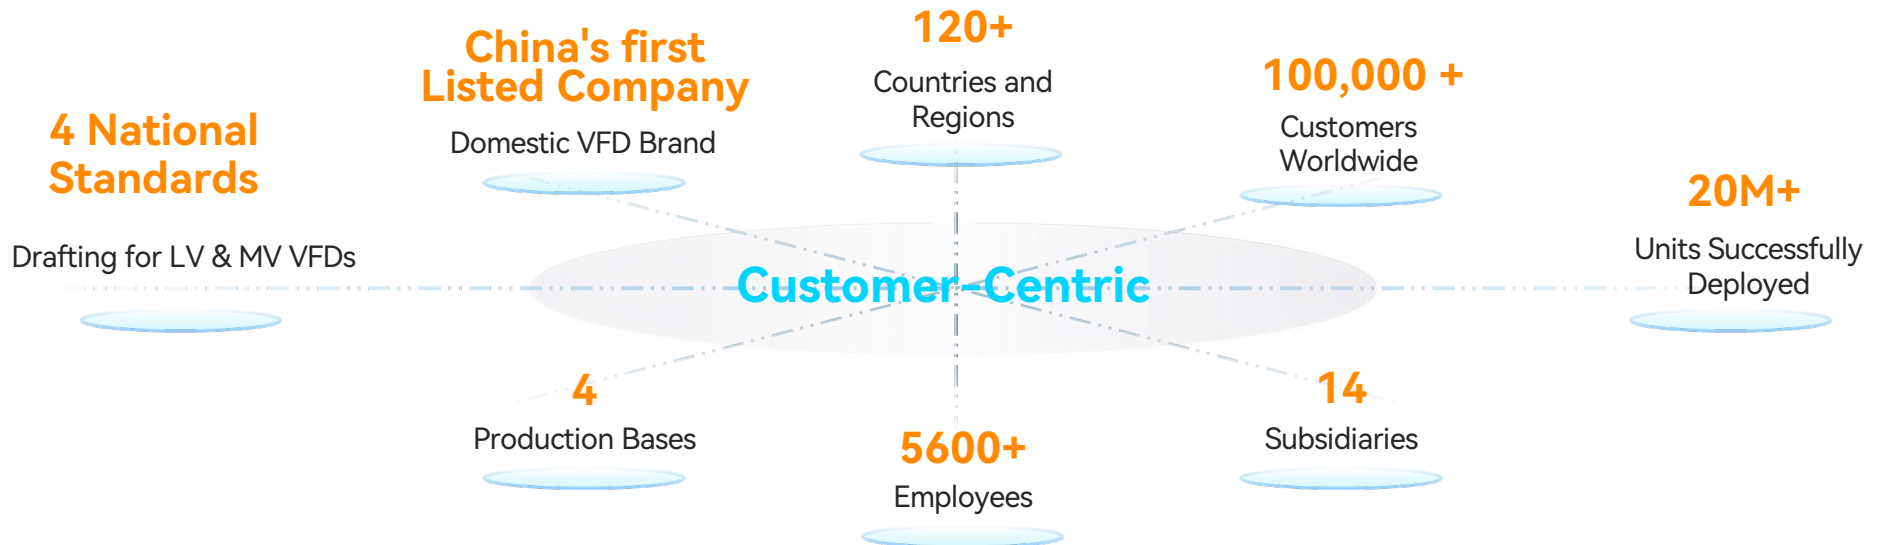 4 National
Standards
Drafting for LV & MV VFDs
China's first
Listed Company
Domestic VFD Brand
120+
Countries and
Regions
100,000 +
Customers
Worldwide
20M+
Units Successfully
Deployed
Customer-Centric
4
Production Bases
5600+
Employees
14
Subsidiaries